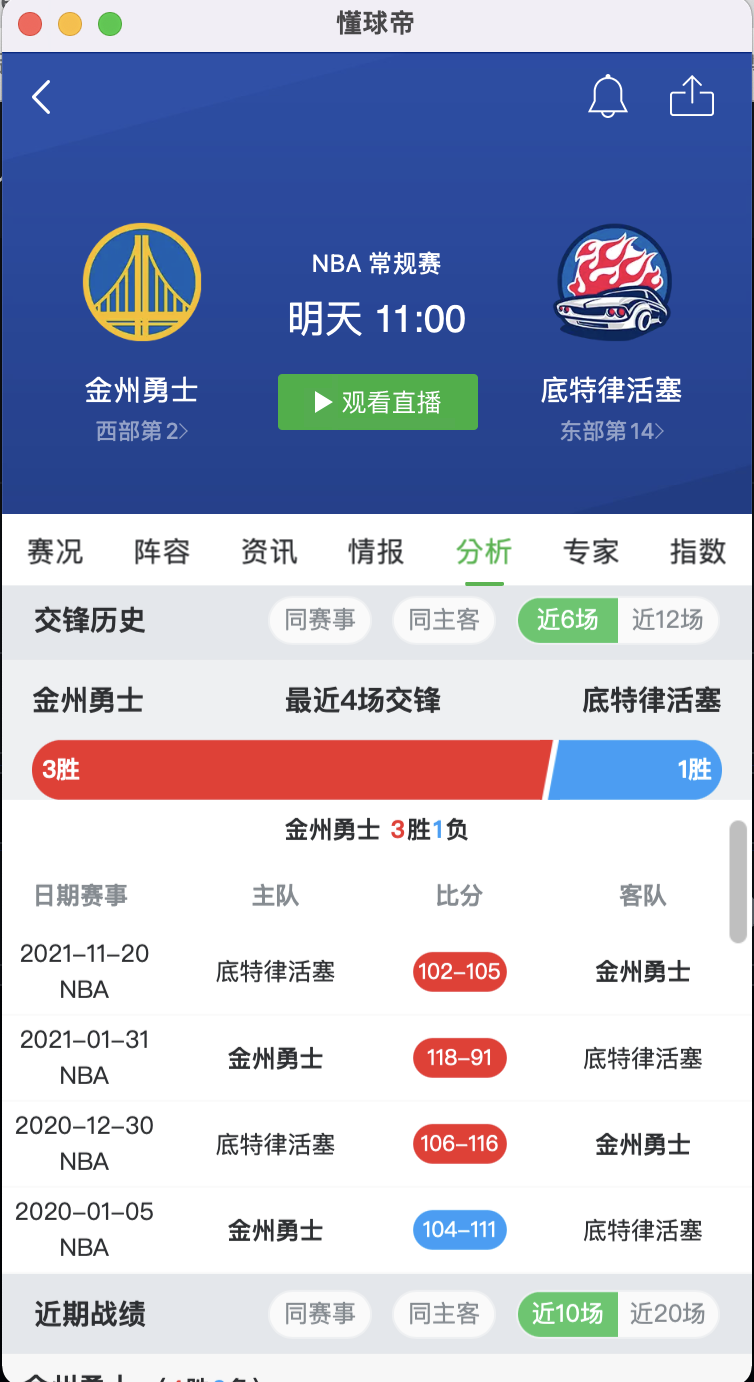 懂球帝
NBA 常规赛
明天 11:00
观看直播
金州勇士
底特律活塞
西部第2
东部第14
赛况 阵容 资讯 情报 分析 专家 指数
交锋历史 同赛事 同主客 近6场 近12场
金州勇士 最近4场交锋 底特律活塞
3胜 1胜
金州勇士 3胜1负
日期赛事 主队 比分 客队
2021-11-20
NBA
底特律活塞 102-105 金州勇士
2021-01-31
NBA
金州勇士 118-91 底特律活塞
2020-12-30
NBA
底特律活塞 106-116 金州勇士
2020-01-05
NBA
金州勇士 104-111 底特律活塞
近期战绩 同赛事 同主客 近10场 近20场